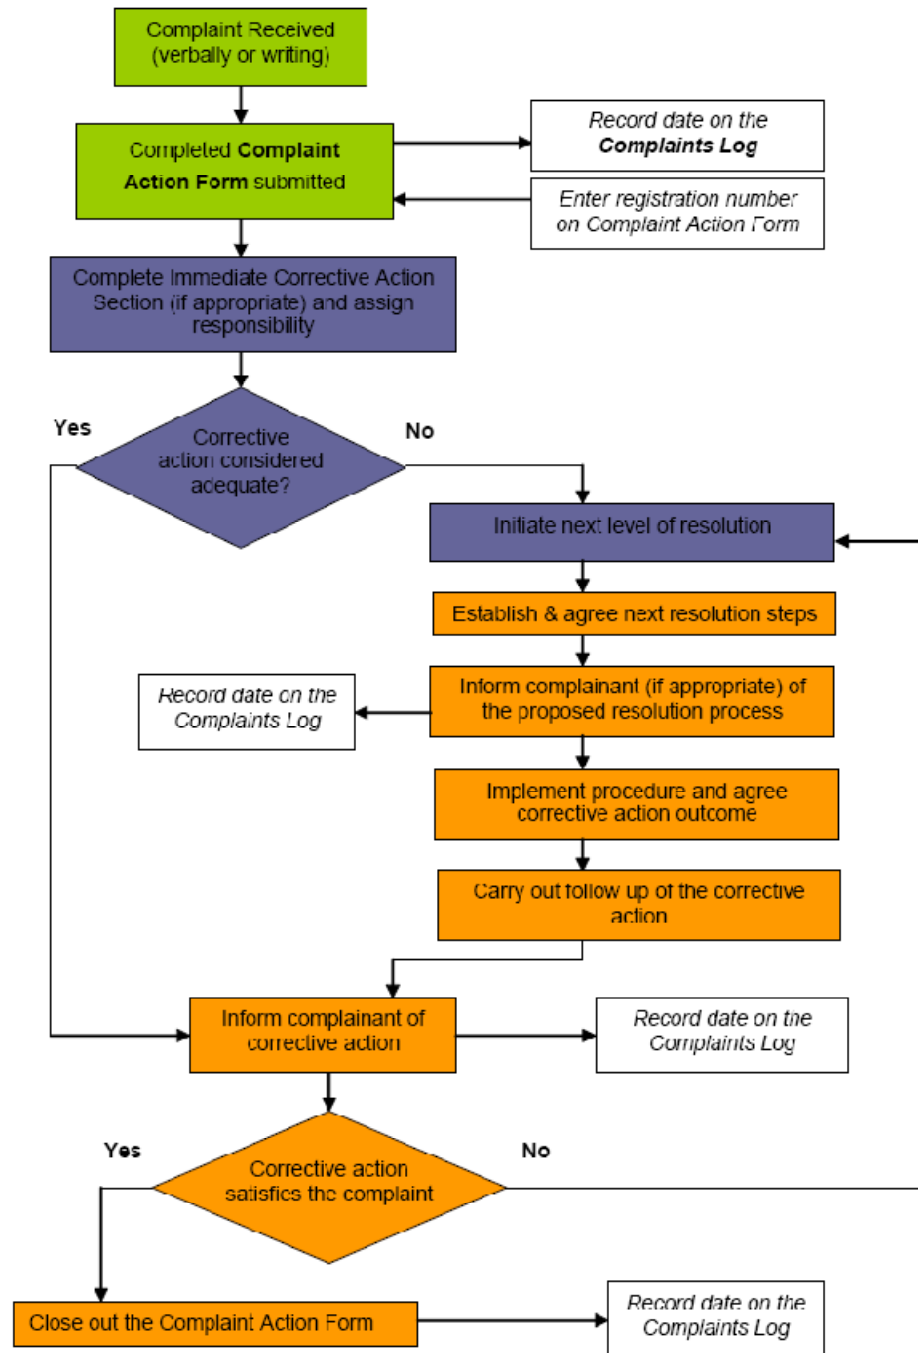 Complaint Received
(verbally or writing)
Completed Complaint
Action Form submitted
Record date on the
Complaints Log
Enter registration number
on Complaint Action Form
Complete Immediate Corrective Action
Section (if appropriate) and assign
responsibility
Yes
No
Corrective
action considered
adequate?
Initiate next level of resolution
Establish & agree next resolution steps
Inform complainant (if appropriate) of
the proposed resolution process
Record date on the
Complaints Log
Implement procedure and agree
corrective action outcome
Carry out follow up of the corrective
action
Inform complainant of
corrective action
Record date on the
Complaints Log
Yes
No
Corrective action
satisfies the complaint
Close out the Complaint Action Form
Record date on the
Complaints Log